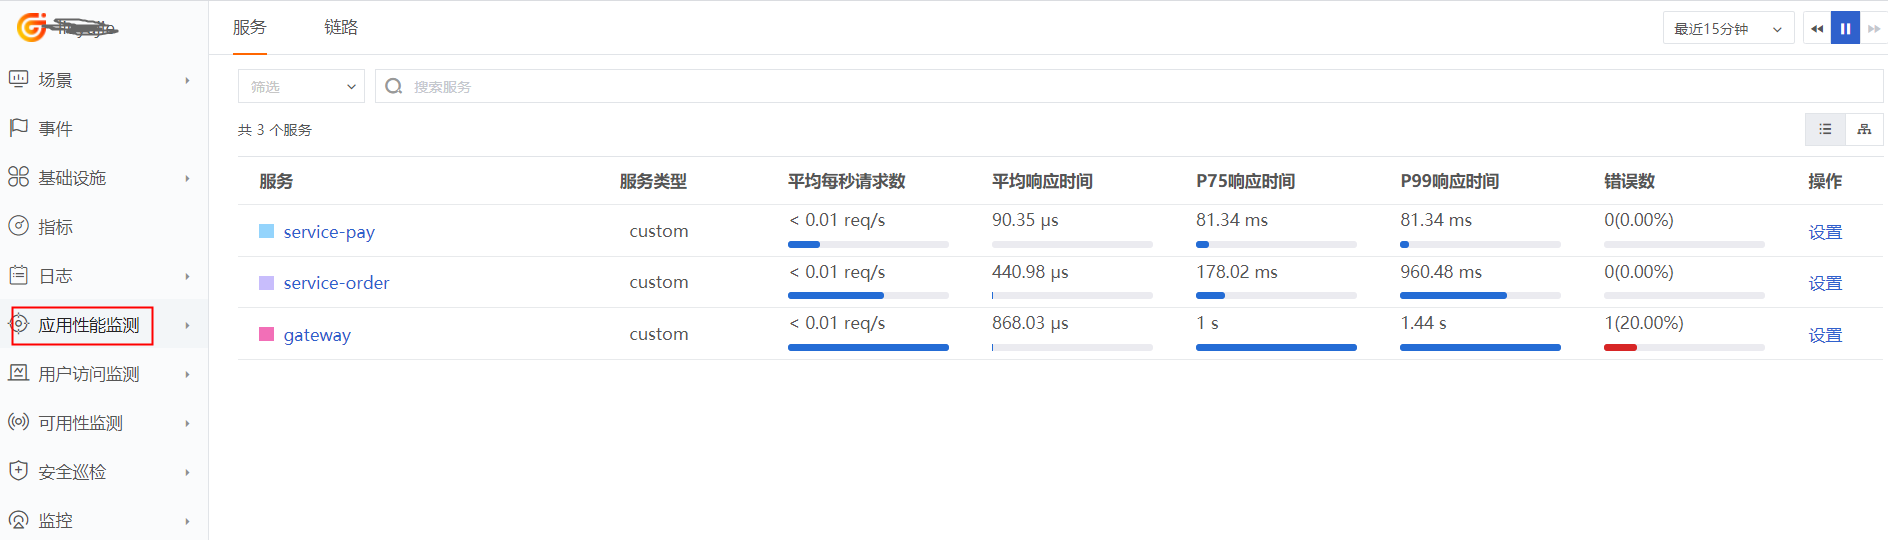 服务 链路 最近15分钟
场景
事件
基础设施
指标
日志
应用性能监测
用户访问监测
可用性监测
安全巡检
监控
筛选 搜索服务
共 3 个服务
服务 服务类型 平均每秒请求数 平均响应时间 P75响应时间 P99响应时间 错误数 操作
service-pay custom < 0.01 req/s 90.35 µs 81.34 ms 81.34 ms 0(0.00%) 设置
service-order custom < 0.01 req/s 440.98 µs 178.02 ms 960.48 ms 0(0.00%) 设置
gateway custom < 0.01 req/s 868.03 µs 1 s 1.44 s 1(20.00%) 设置